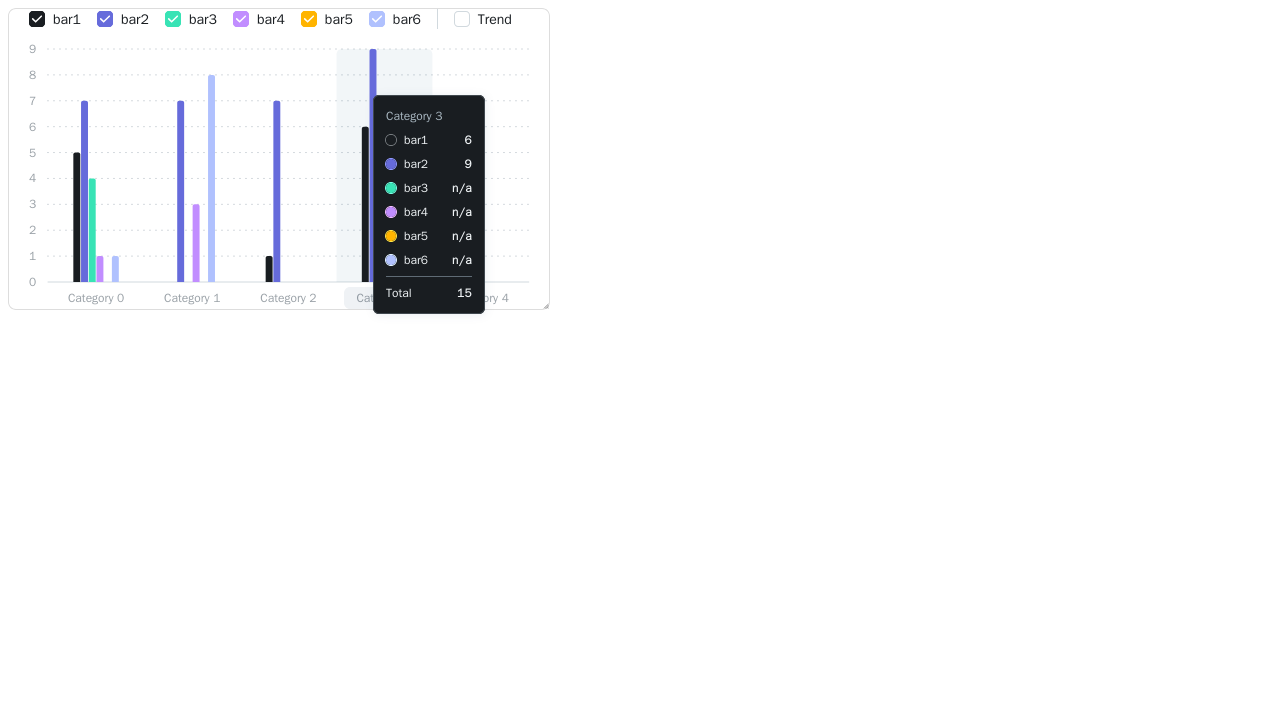 bar1 bar2 bar3 bar4 bar5 bar6 Trend
9
8
7
6
5
4
3
2
1
0
Category 0 Category 1 Category 2
Category 3
bar1 6
bar2 9
bar3 n/a
bar4 n/a
bar5 n/a
bar6 n/a
Total 15